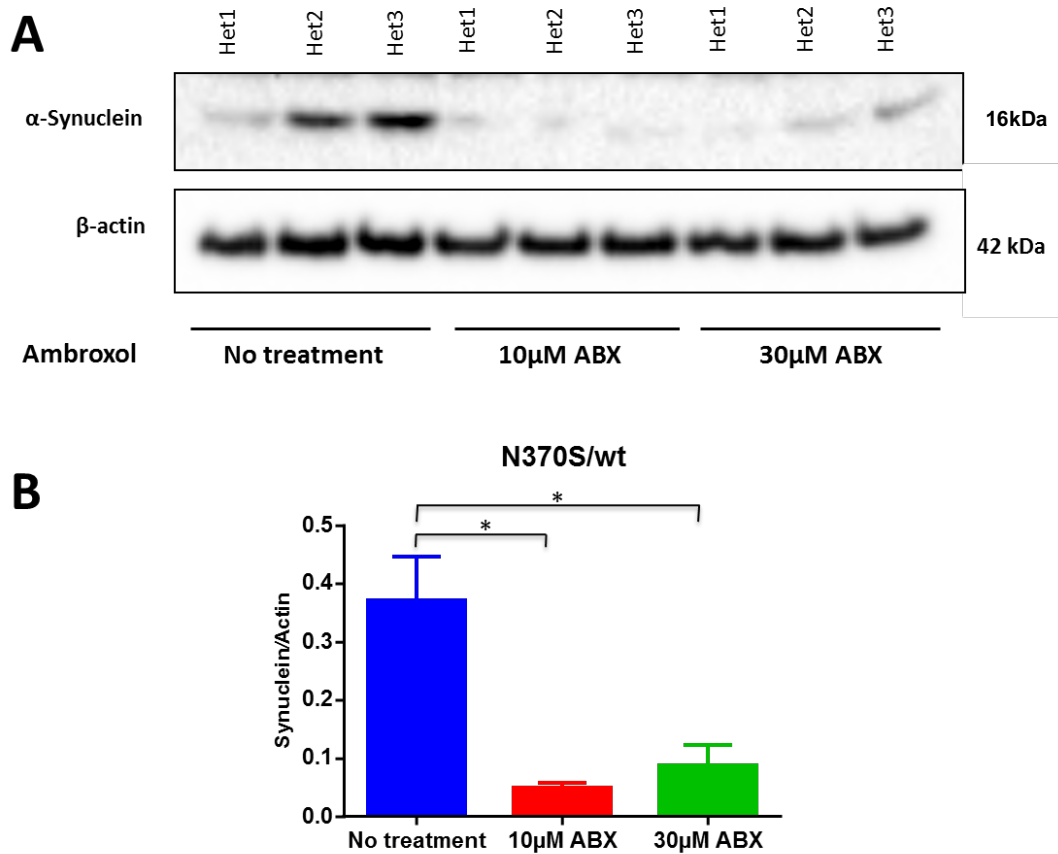 A
Het1 Het2 Het3 Het1 Het2 Het3 Het1 Het2 Het3
α-Synuclein 16kDa
β-actin 42 kDa
Ambroxol No treatment 10μM ABX 30μM ABX
B
N370S/wt
*
*
Synuclein/Actin
0.5
0.4
0.3
0.2
0.1
0.0
No treatment 10μM ABX 30μM ABX